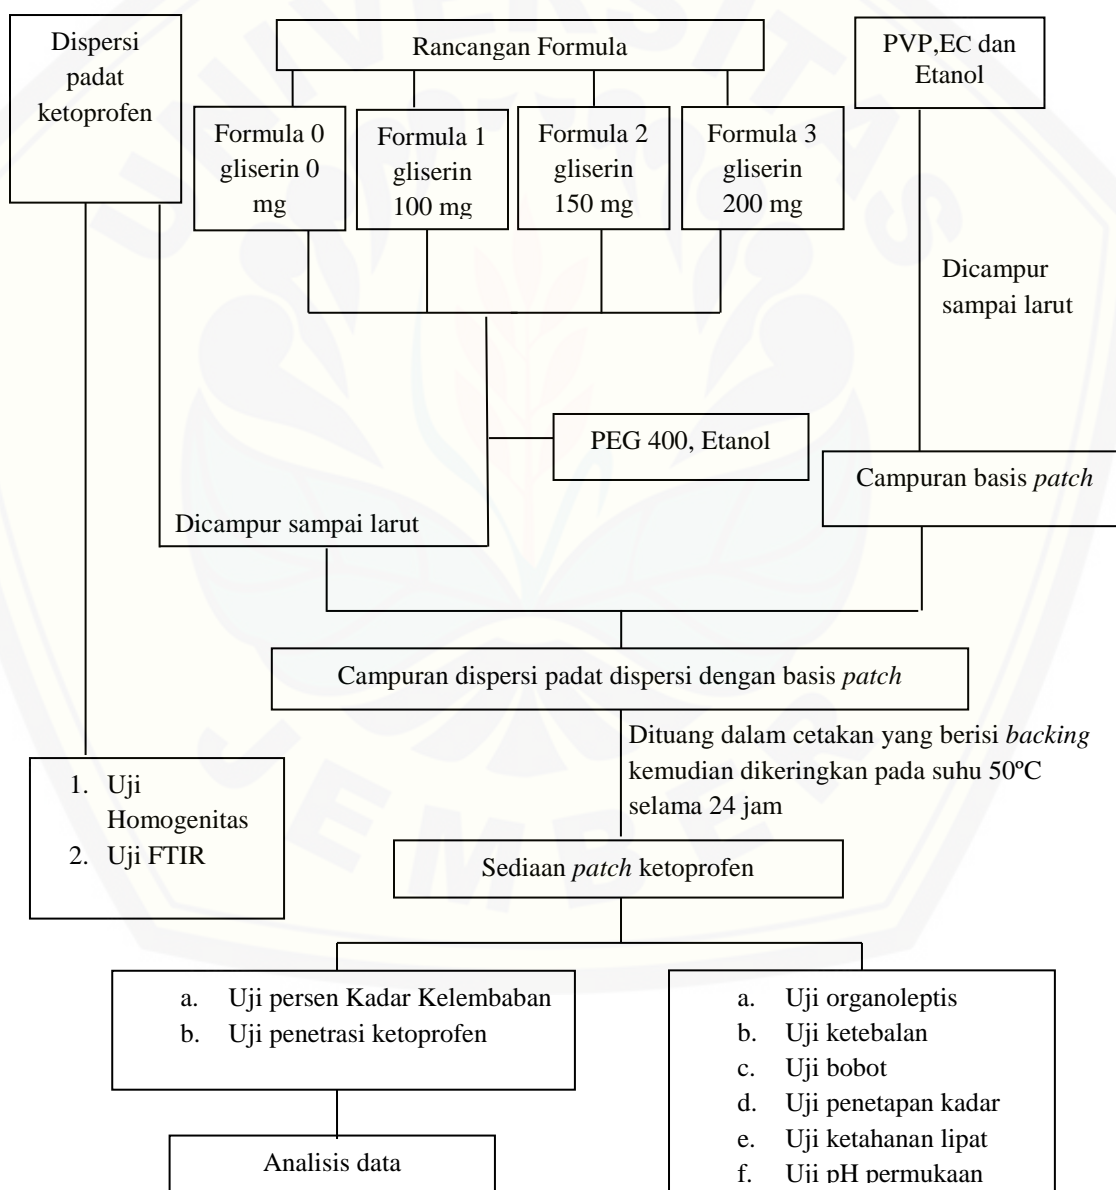 Dispersi
padat
ketoprofen
Rancangan Formula
PVP,EC dan
Etanol
Formula 0
gliserin 0
mg
Formula 1
gliserin
100 mg
Formula 2
gliserin
150 mg
Formula 3
gliserin
200 mg
Dicampur
sampai larut
PEG 400, Etanol
Campuran basis patch
Dicampur sampai larut
Campuran dispersi padat dispersi dengan basis patch
Dituang dalam cetakan yang berisi backing
kemudian dikeringkan pada suhu 50ºC
selama 24 jam
1. Uji
Homogenitas
2. Uji FTIR
Sediaan patch ketoprofen
a. Uji persen Kadar Kelembaban
b. Uji penetrasi ketoprofen
a. Uji organoleptis
b. Uji ketebalan
c. Uji bobot
d. Uji penetapan kadar
e. Uji ketahanan lipat
f. Uji pH permukaan
Analisis data
UNIVERSITAS
JEMBER